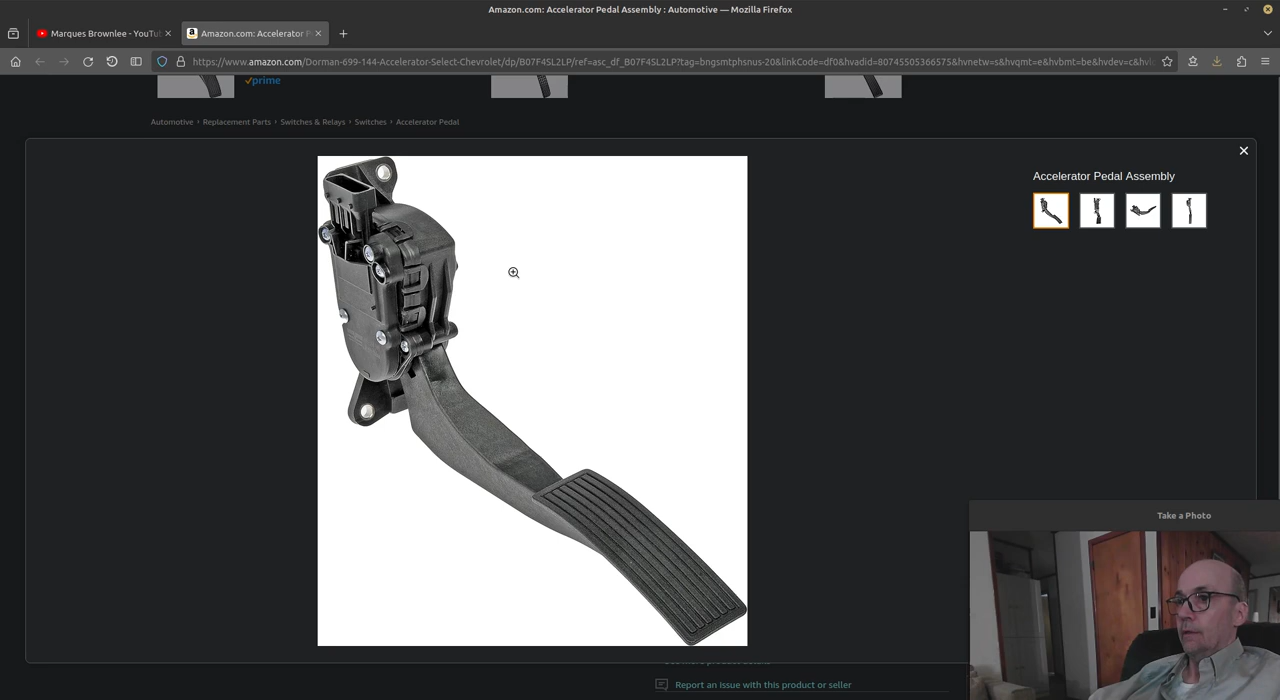 Amazon.com: Accelerator Pedal Assembly : Automotive — Mozilla Firefox
Marques Brownlee - YouTu
Amazon.com: Accelerator P
https://www.amazon.com/Dorman-699-144-Accelerator-Select-Chevrolet/dp/B07F4SL2LP/ref=asc_df_B07F4SL2LP?tag=bngsmtphsnus-20&linkCode=df0&hvadid=80745505366575&hvnetw=s&hvqmt=e&hvbmt=be&hvdev=c&hvl
prime
Automotive › Replacement Parts › Switches & Relays › Switches › Accelerator Pedal
Accelerator Pedal Assembly
Take a Photo
Report an issue with this product or seller